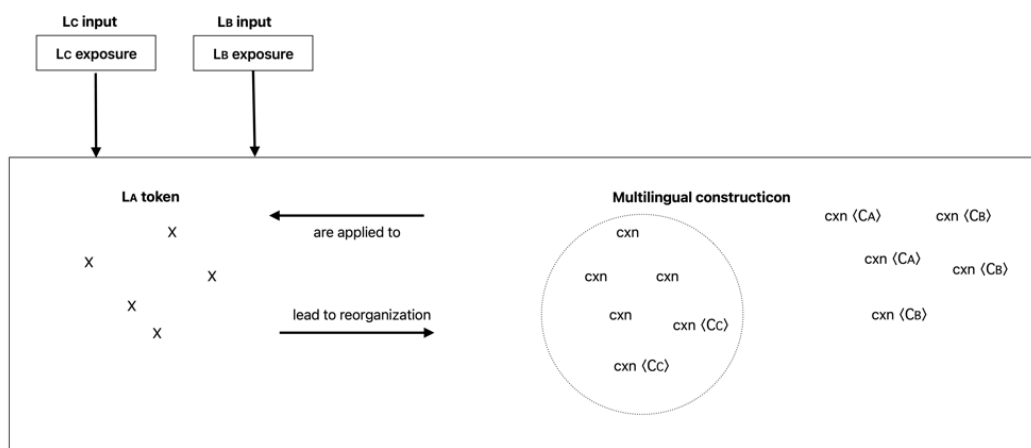 Lc input
Lc exposure
LB input
LB exposure
LA token
X
X
X
X
X
are applied to
lead to reorganization
Multilingual constructicon
cxn
cxn
cxn
cxn
cxn ⟨Cc⟩
cxn ⟨Cc⟩
cxn ⟨CA⟩
cxn ⟨CB⟩
cxn ⟨CA⟩
cxn ⟨CB⟩
cxn ⟨CB⟩